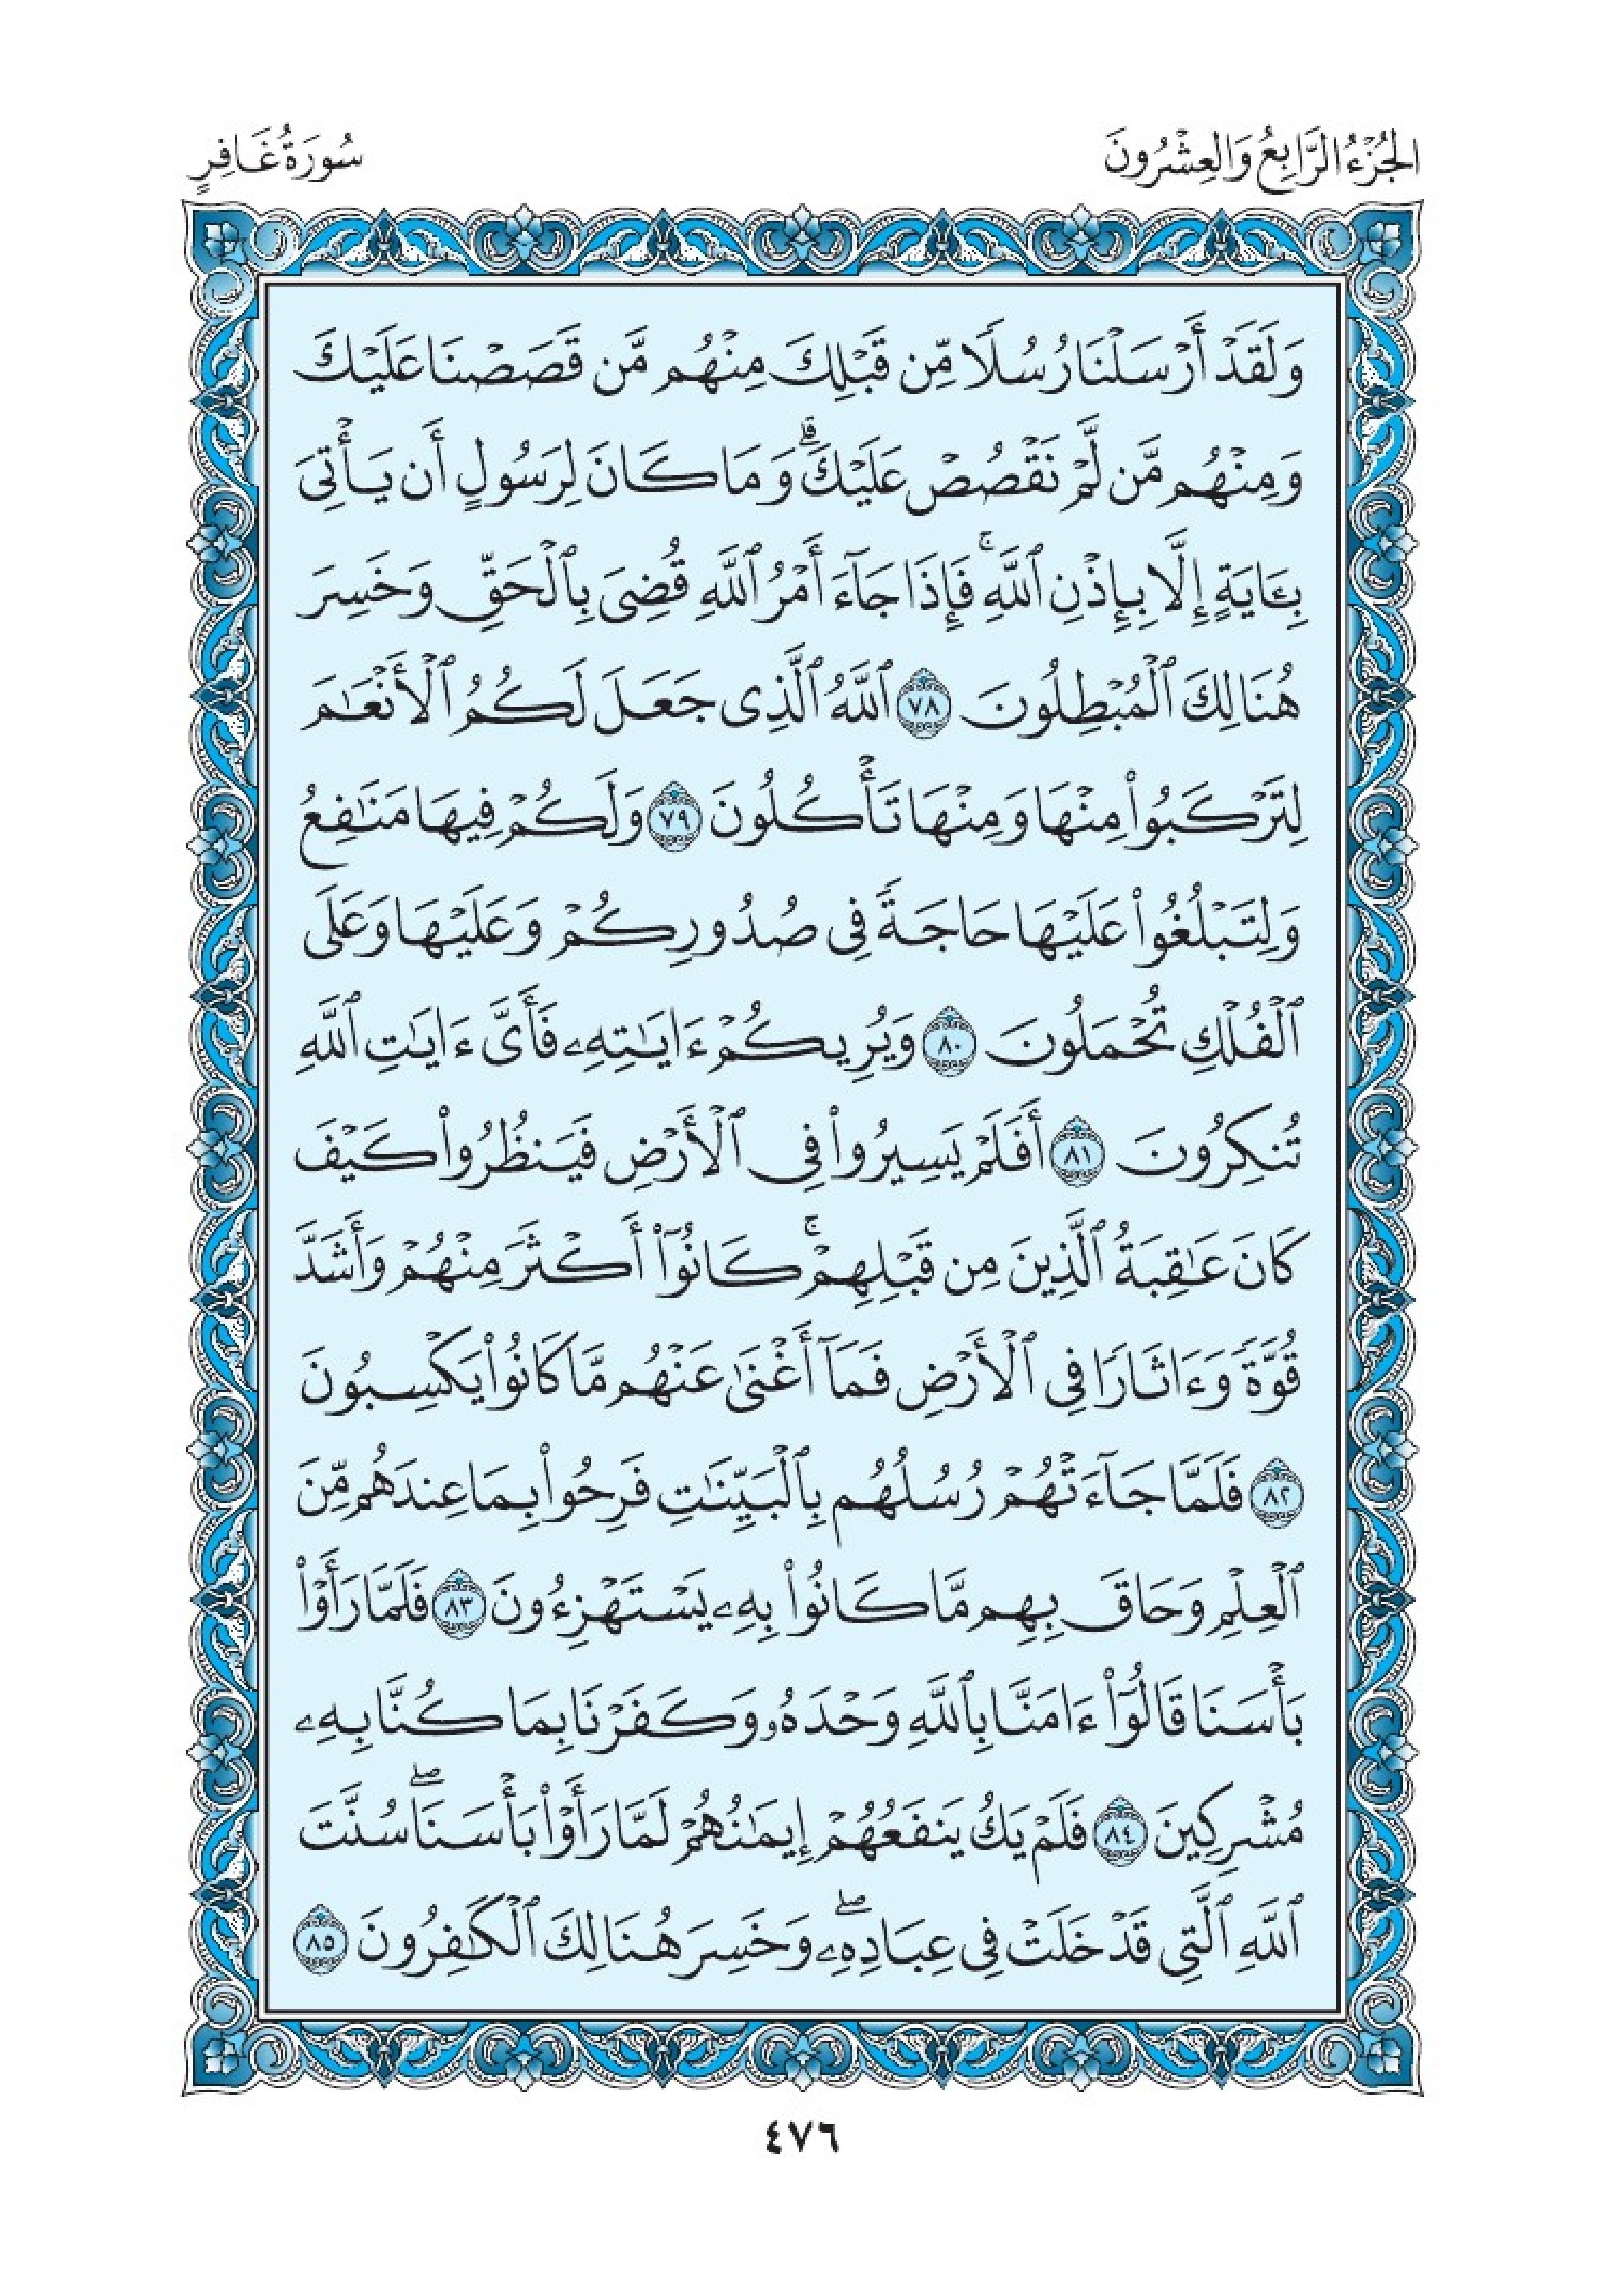 الجُزْءُ الرَّابِعُ وَالعِشْرُونَ
سُورَةُ غَافِرٍ
وَلَقَدْ أَرْسَلْنَا رُسُلًا مِّن قَبْلِكَ مِنْهُم مَّن قَصَصْنَا عَلَيْكَ
وَمِنْهُم مَّن لَّمْ نَقْصُصْ عَلَيْكَ ۗ وَمَا كَانَ لِرَسُولٍ أَن يَأْتِىَ
بِـَٔايَةٍ إِلَّا بِإِذْنِ ٱللَّهِ ۚ فَإِذَا جَآءَ أَمْرُ ٱللَّهِ قُضِىَ بِٱلْحَقِّ وَخَسِرَ
هُنَالِكَ ٱلْمُبْطِلُونَ ٧٨ ٱللَّهُ ٱلَّذِى جَعَلَ لَكُمُ ٱلْأَنْعَٰمَ
لِتَرْكَبُوا۟ مِنْهَا وَمِنْهَا تَأْكُلُونَ ٧٩ وَلَكُمْ فِيهَا مَنَٰفِعُ
وَلِتَبْلُغُوا۟ عَلَيْهَا حَاجَةً فِى صُدُورِكُمْ وَعَلَيْهَا وَعَلَى
ٱلْفُلْكِ تُحْمَلُونَ ٨٠ وَيُرِيكُمْ ءَايَٰتِهِۦ فَأَىَّ ءَايَٰتِ ٱللَّهِ
تُنكِرُونَ ٨١ أَفَلَمْ يَسِيرُوا۟ فِى ٱلْأَرْضِ فَيَنظُرُوا۟ كَيْفَ
كَانَ عَٰقِبَةُ ٱلَّذِينَ مِن قَبْلِهِمْ ۚ كَانُوٓا۟ أَكْثَرَ مِنْهُمْ وَأَشَدَّ
قُوَّةً وَءَاثَارًا فِى ٱلْأَرْضِ فَمَآ أَغْنَىٰ عَنْهُم مَّا كَانُوا۟ يَكْسِبُونَ
٨٢ فَلَمَّا جَآءَتْهُمْ رُسُلُهُم بِٱلْبَيِّنَٰتِ فَرِحُوا۟ بِمَا عِندَهُم مِّنَ
ٱلْعِلْمِ وَحَاقَ بِهِم مَّا كَانُوا۟ بِهِۦ يَسْتَهْزِءُونَ ٨٣ فَلَمَّا رَأَوْا۟
بَأْسَنَا قَالُوٓا۟ ءَامَنَّا بِٱللَّهِ وَحْدَهُۥ وَكَفَرْنَا بِمَا كُنَّا بِهِۦ
مُشْرِكِينَ ٨٤ فَلَمْ يَكُ يَنفَعُهُمْ إِيمَٰنُهُمْ لَمَّا رَأَوْا۟ بَأْسَنَا ۖ سُنَّتَ
ٱللَّهِ ٱلَّتِى قَدْ خَلَتْ فِى عِبَادِهِۦ ۖ وَخَسِرَ هُنَالِكَ ٱلْكَٰفِرُونَ ٨٥
٤٧٦